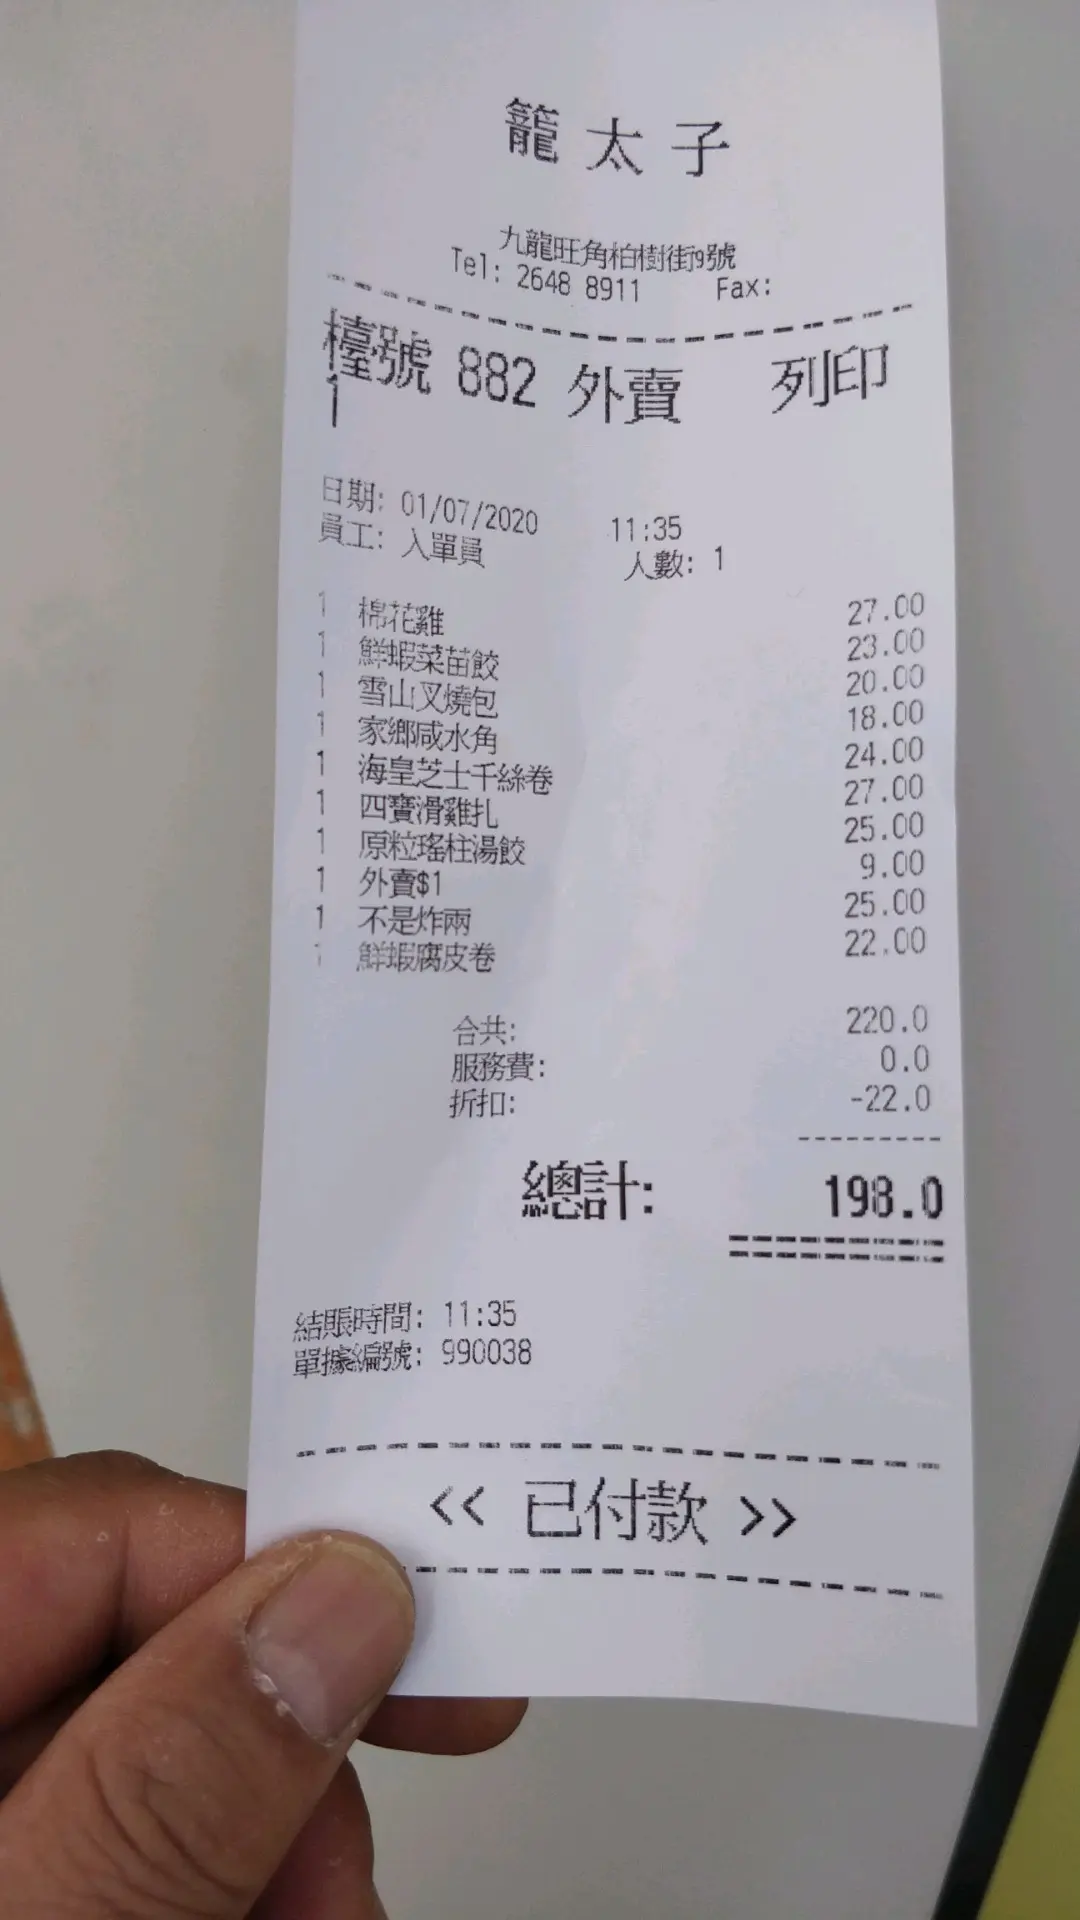 籠太子
九龍旺角柏樹街9號
Tel: 2648 8911 Fax:
檯號 882 外賣 列印
1
日期: 01/07/2020 11:35
員工: 入單員 人數: 1
1 棉花雞 27.00
1 鮮蝦菜苗餃 23.00
1 雪山叉燒包 20.00
1 家鄉咸水角 18.00
1 海皇芝士千絲卷 24.00
1 四寶滑雞扎 27.00
1 原粒瑤柱湯餃 25.00
1 外賣$1 9.00
1 不是炸兩 25.00
1 鮮蝦腐皮卷 22.00
合共: 220.0
服務費: 0.0
折扣: -22.0
總計: 198.0
結賬時間: 11:35
單據編號: 990038
<< 已付款 >>